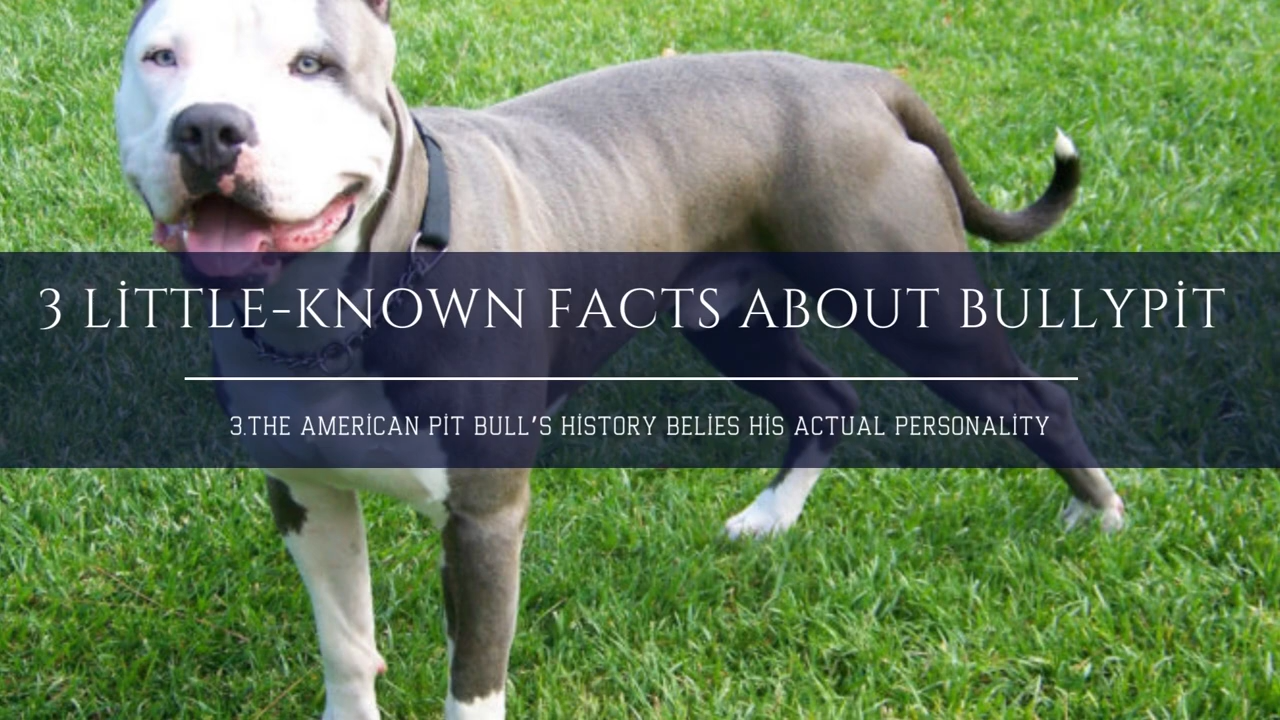 3 LİTTLE-KNOWN FACTS ABOUT BULLYPİT
3.THE AMERİCAN PİT BULL'S HİSTORY BELİES HİS ACTUAL PERSONALİTY